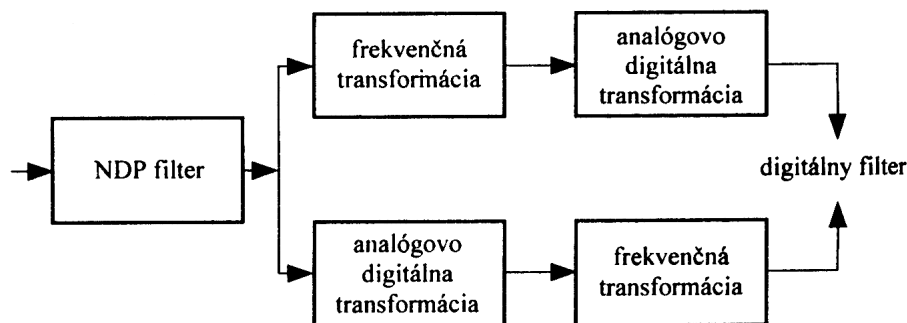 frekvenčná
transformácia
analógovo
digitálna
transformácia
NDP filter
digitálny filter
analógovo
digitálna
transformácia
frekvenčná
transformácia